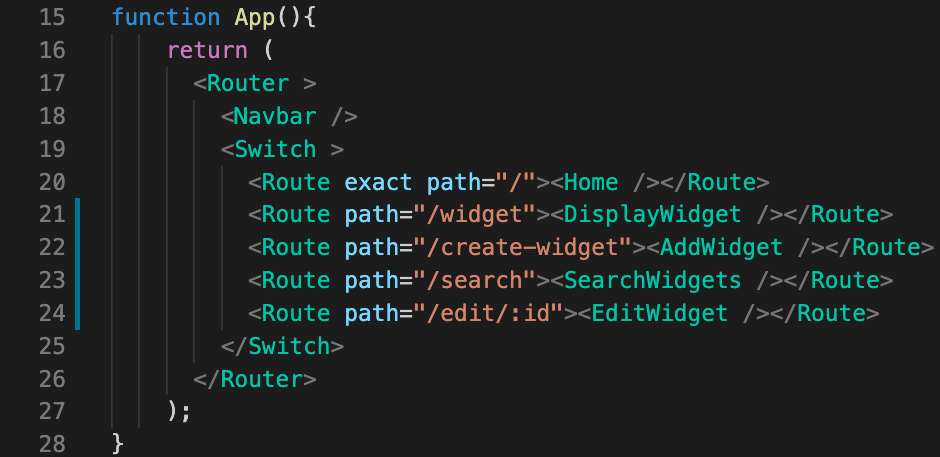 15 function App(){
16 return (
17 <Router >
18 <Navbar />
19 <Switch >
20 <Route exact path="/"><Home /></Route>
21 <Route path="/widget"><DisplayWidget /></Route>
22 <Route path="/create-widget"><AddWidget /></Route>
23 <Route path="/search"><SearchWidgets /></Route>
24 <Route path="/edit/:id"><EditWidget /></Route>
25 </Switch>
26 </Router>
27 );
28 }